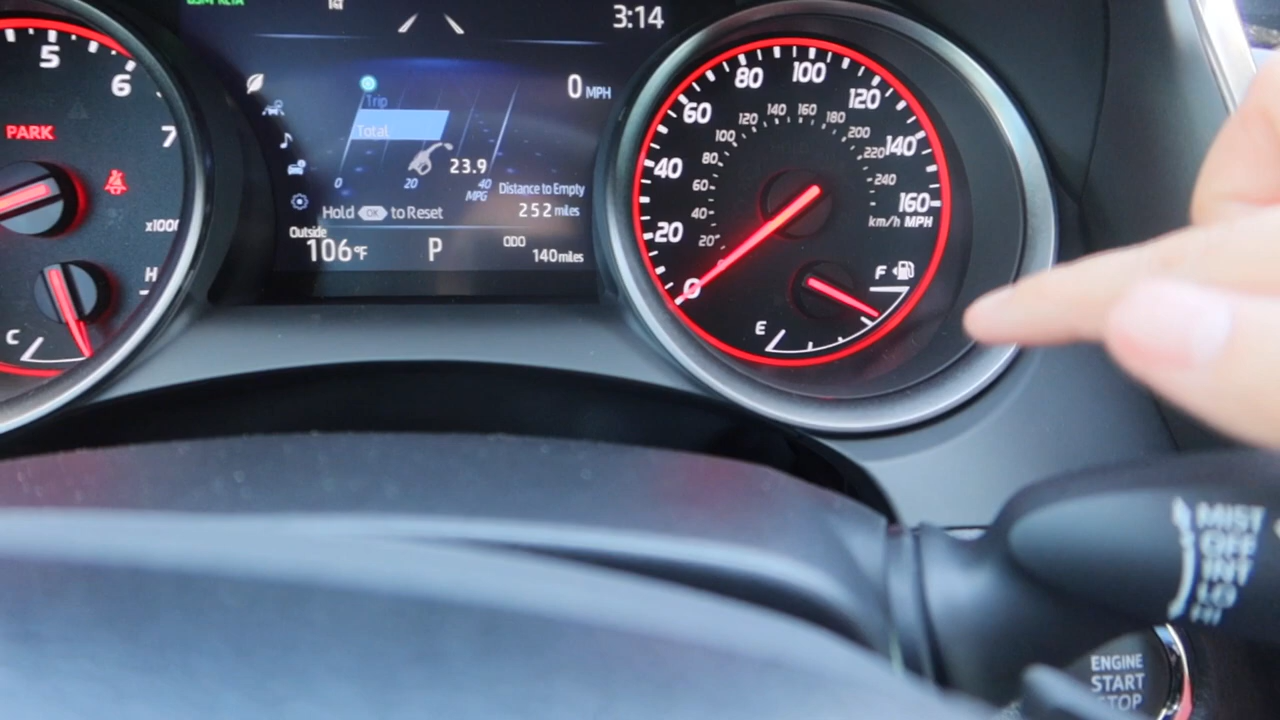 3:14
5
6
7
PARK
x1000
H
C
Trip
Total
0 MPH
23.9
0 20 40
MPG
Distance to Empty
252 miles
Hold OK to Reset
Outside
106°F
P
ODO
140 miles
0 20 40 60 80 100 120 140 160
20 40 60 80 100 120 140 160 180 200 220 240
km/h MPH
F
E
MIST
OFF
INT
LO
HI
ENGINE
START
STOP